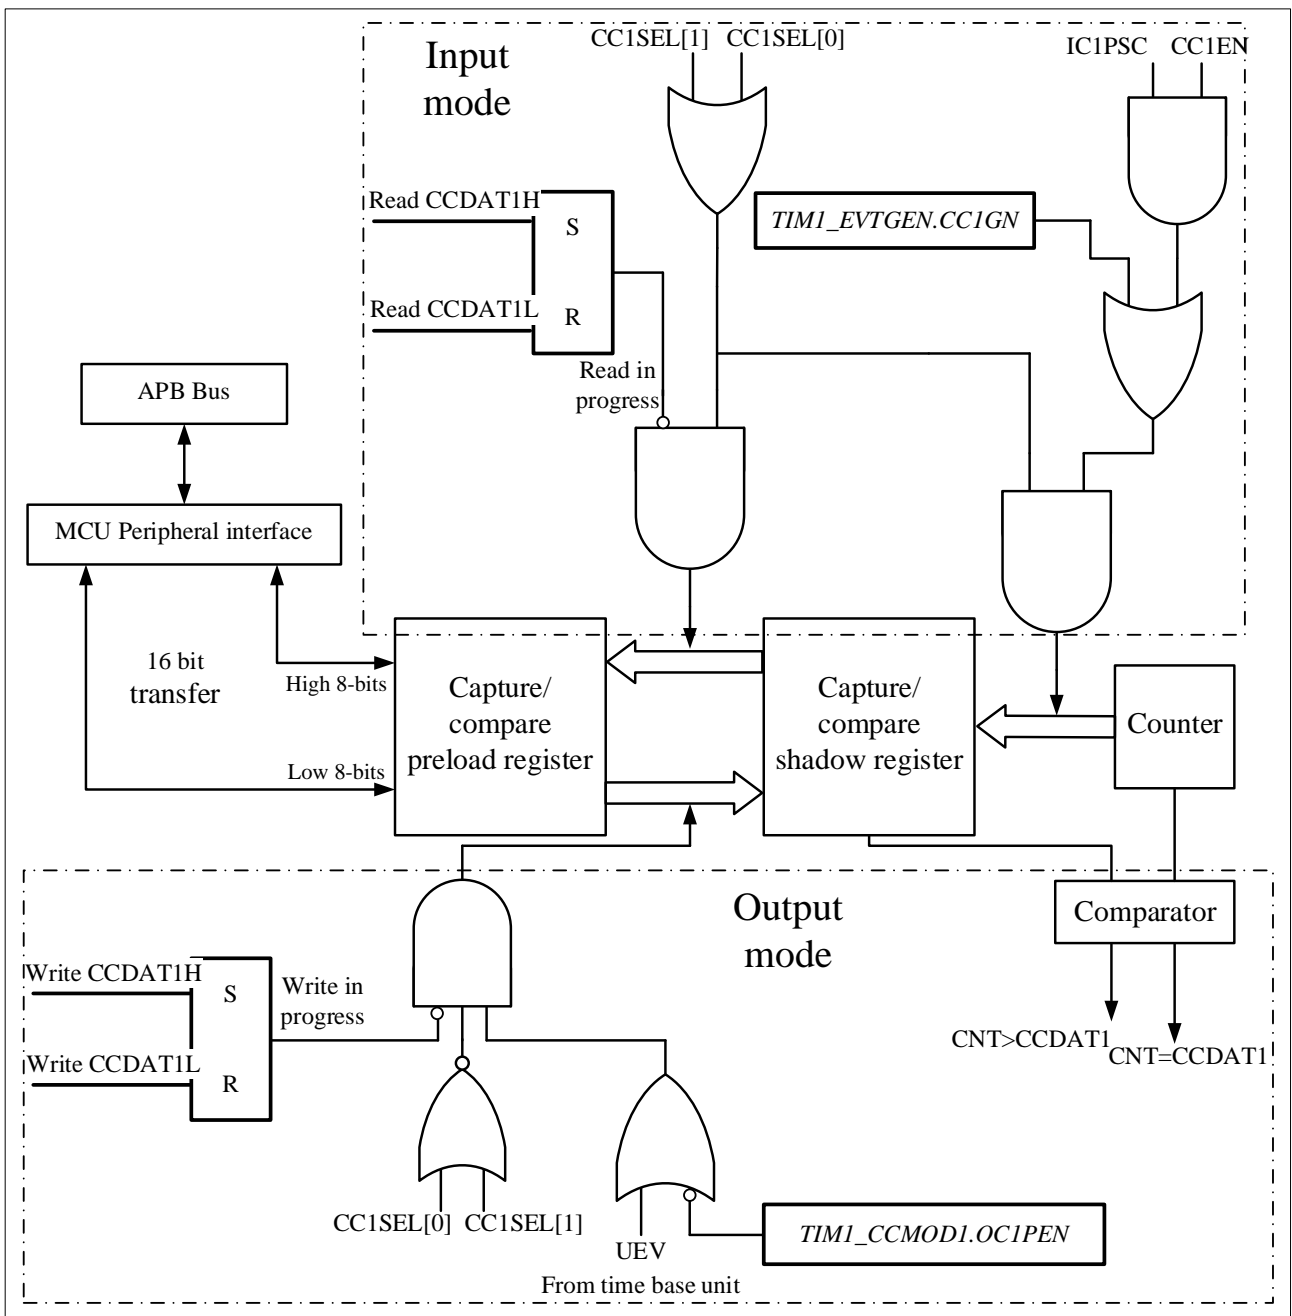 Input
mode
CC1SEL[1] CC1SEL[0]
IC1PSC CC1EN
Read CCDAT1H
S
TIM1_EVTGEN.CC1GN
Read CCDAT1L
R
Read in
progress
APB Bus
MCU Peripheral interface
16 bit
transfer
High 8-bits
Low 8-bits
Capture/
compare
preload register
Capture/
compare
shadow register
Counter
Output
mode
Comparator
Write CCDAT1H
S
Write in
progress
Write CCDAT1L
R
CNT>CCDAT1
CNT=CCDAT1
CC1SEL[0] CC1SEL[1]
UEV
TIM1_CCMOD1.OC1PEN
From time base unit